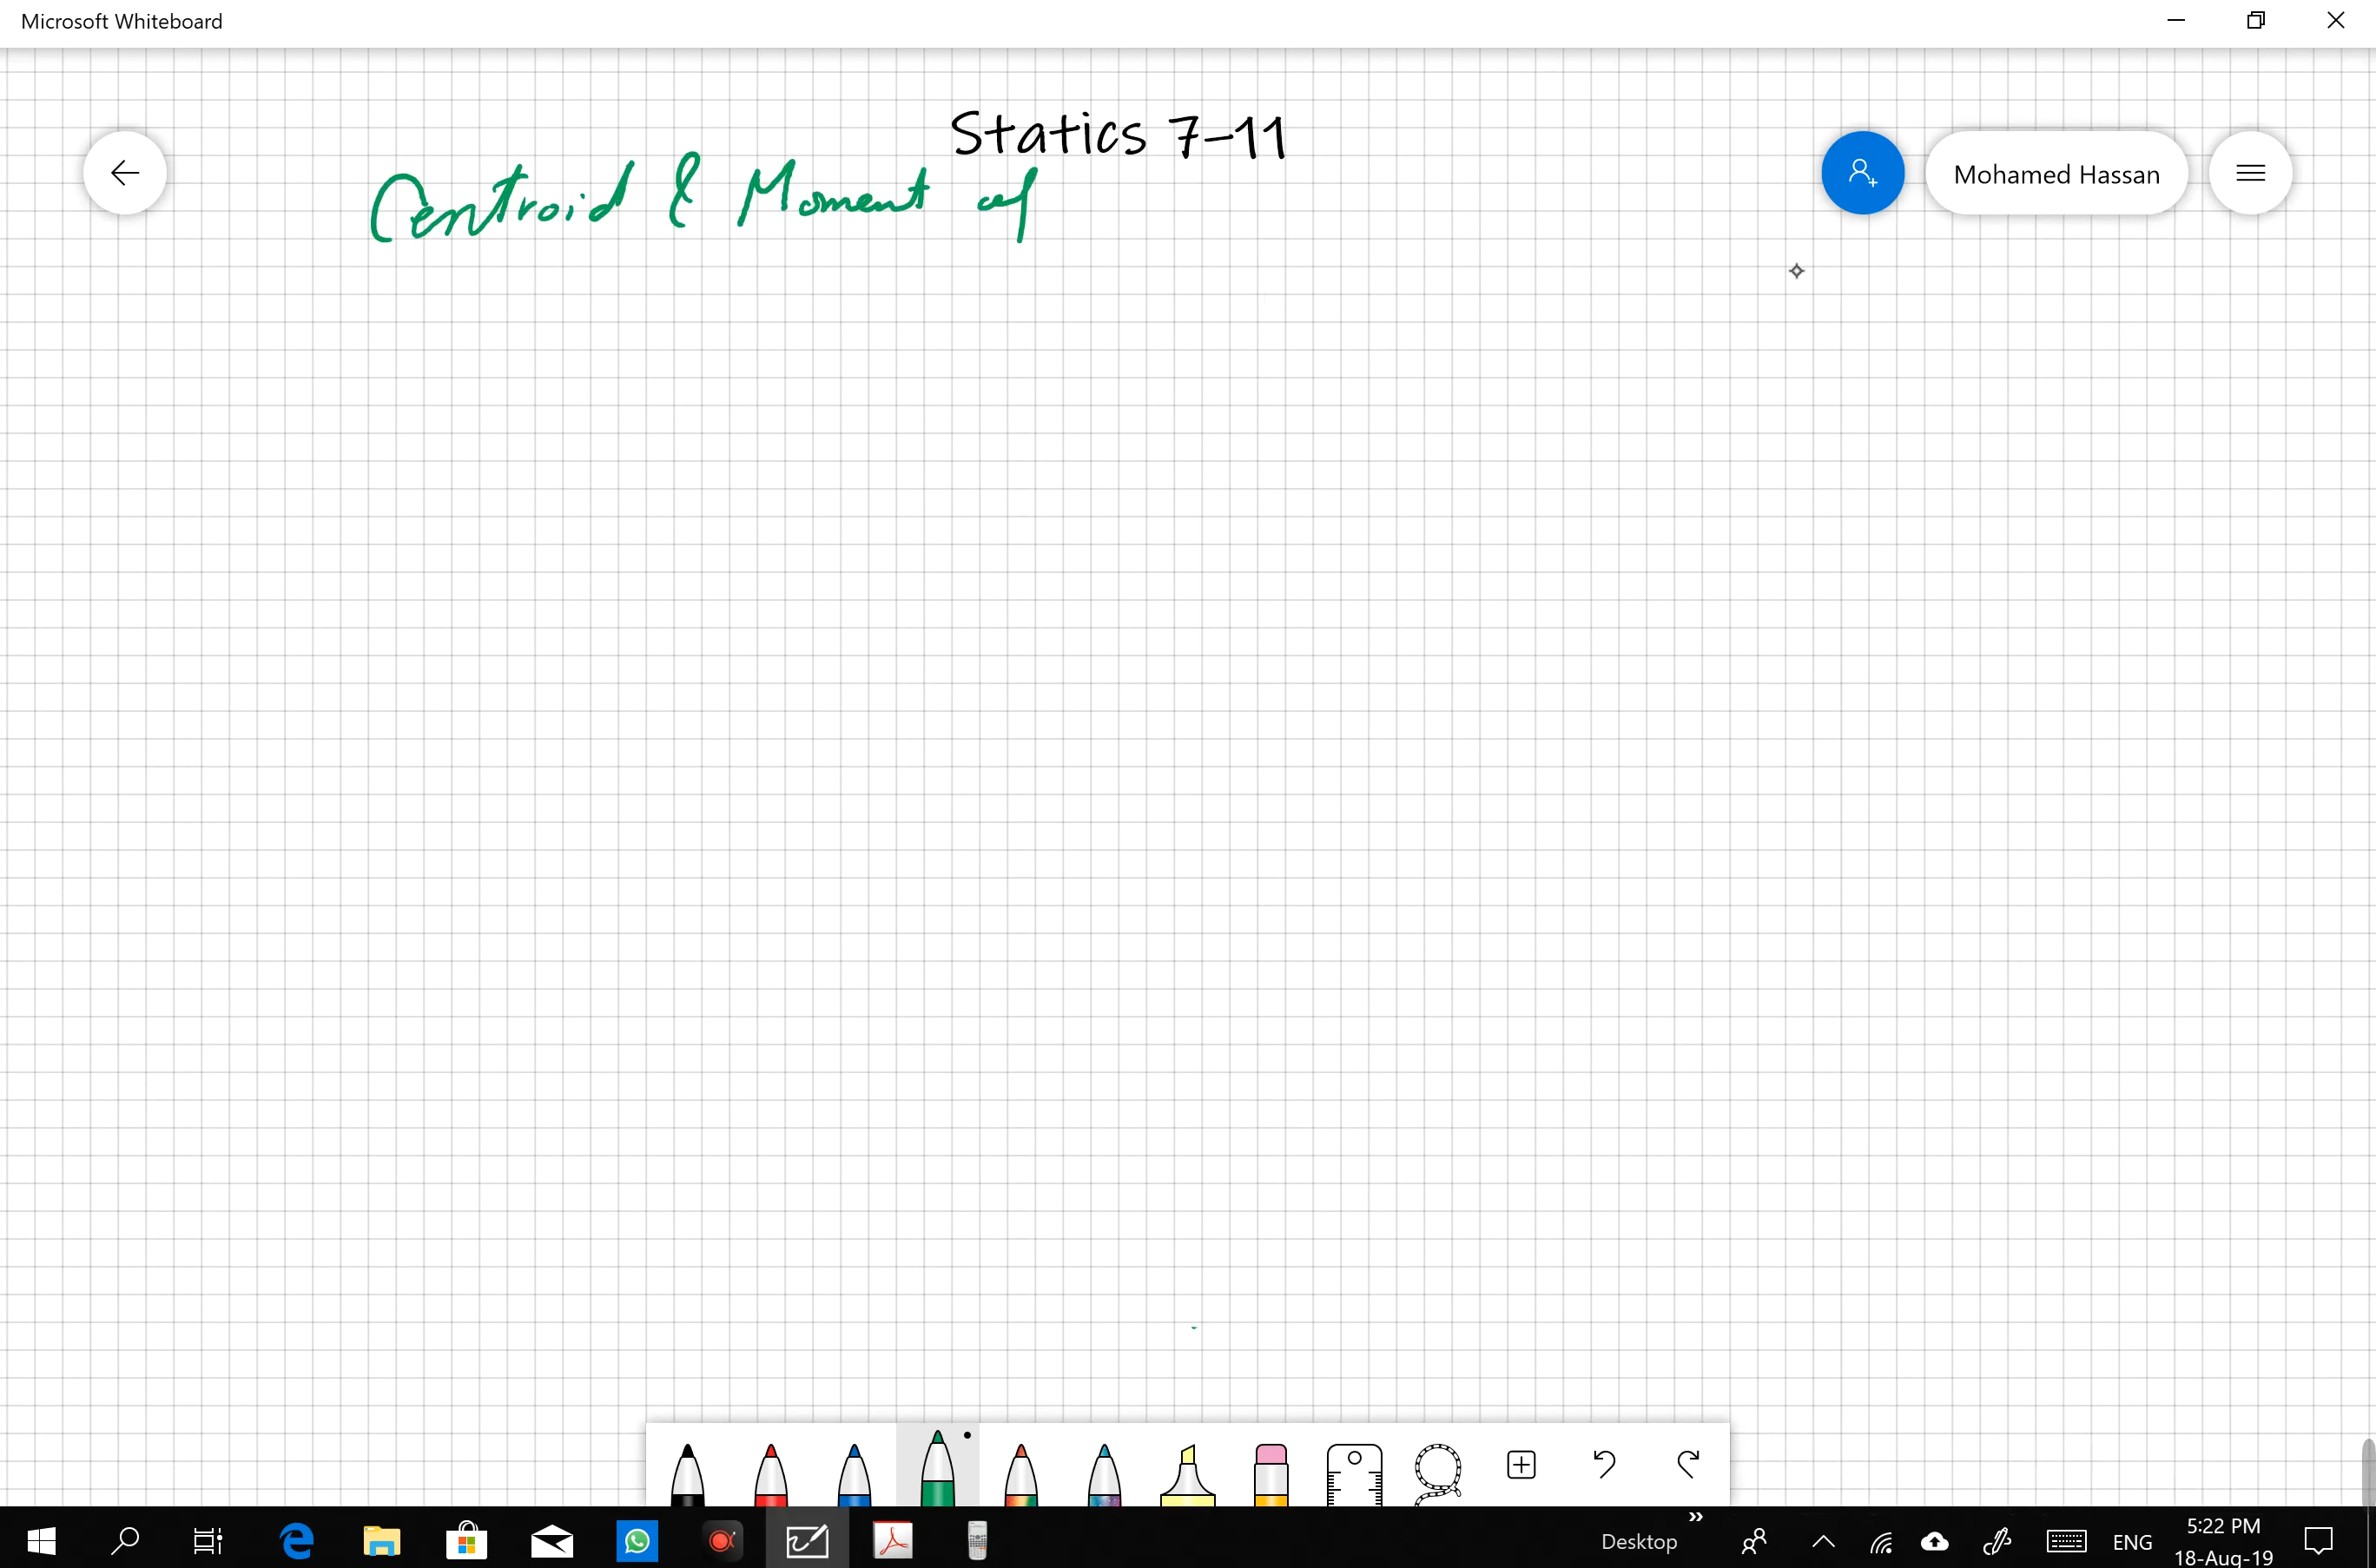 Microsoft Whiteboard
Statics 7-11
Centroid & Moment of
Mohamed Hassan
Desktop
»
ENG
5:22 PM
18-Aug-19